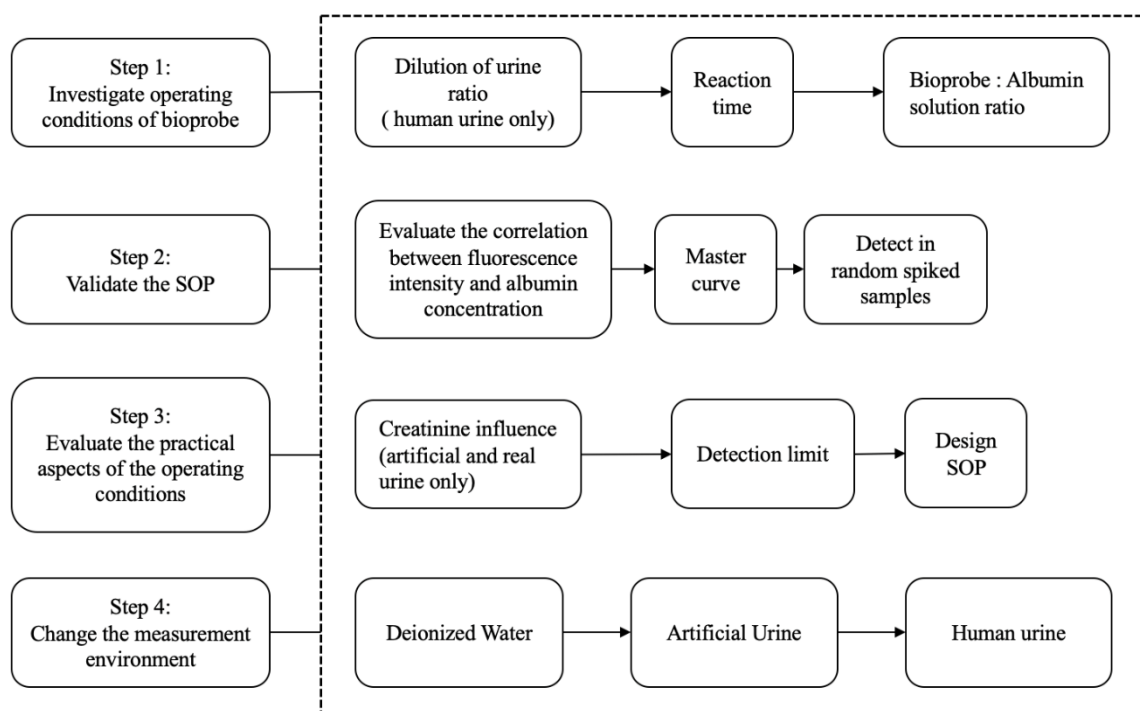 Step 1:
Investigate operating
conditions of bioprobe
Dilution of urine
ratio
( human urine only)
Reaction
time
Bioprobe : Albumin
solution ratio
Step 2:
Validate the SOP
Evaluate the correlation
between fluorescence
intensity and albumin
concentration
Master
curve
Detect in
random spiked
samples
Step 3:
Evaluate the practical
aspects of the operating
conditions
Creatinine influence
(artificial and real
urine only)
Detection limit
Design
SOP
Step 4:
Change the measurement
environment
Deionized Water
Artificial Urine
Human urine